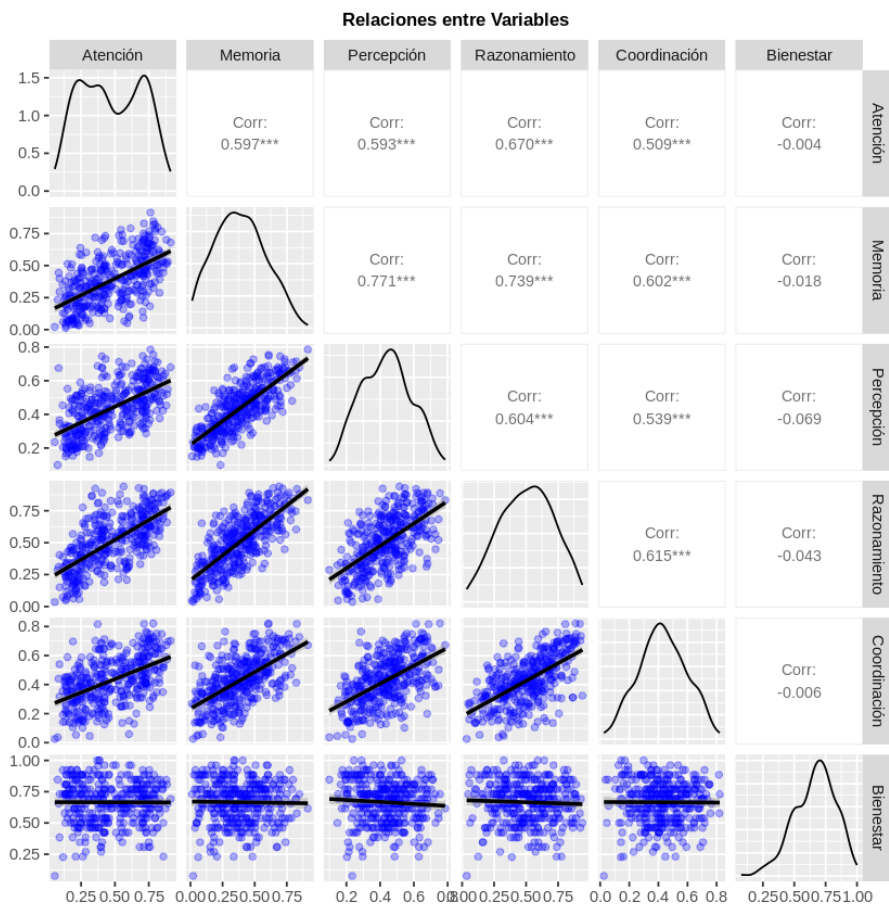 Relaciones entre Variables
Atención Memoria Percepción Razonamiento Coordinación Bienestar
1.5
1.0
0.5
0.0
Corr:
0.597***
Corr:
0.593***
Corr:
0.670***
Corr:
0.509***
Corr:
-0.004
Atención
0.75
0.50
0.25
0.00
Corr:
0.771***
Corr:
0.739***
Corr:
0.602***
Corr:
-0.018
Memoria
0.8
0.6
0.4
0.2
Corr:
0.604***
Corr:
0.539***
Corr:
-0.069
Percepción
0.75
0.50
0.25
0.00
Corr:
0.615***
Corr:
-0.043
Razonamiento
0.8
0.6
0.4
0.2
0.0
Corr:
-0.006
Coordinación
1.00
0.75
0.50
0.25
Bienestar
0.25 0.50 0.75 0.00 0.25 0.50 0.75 0.2 0.4 0.6 0.8 0.00 0.25 0.50 0.75 0.0 0.2 0.4 0.6 0.8 0.25 0.50 0.75 1.00